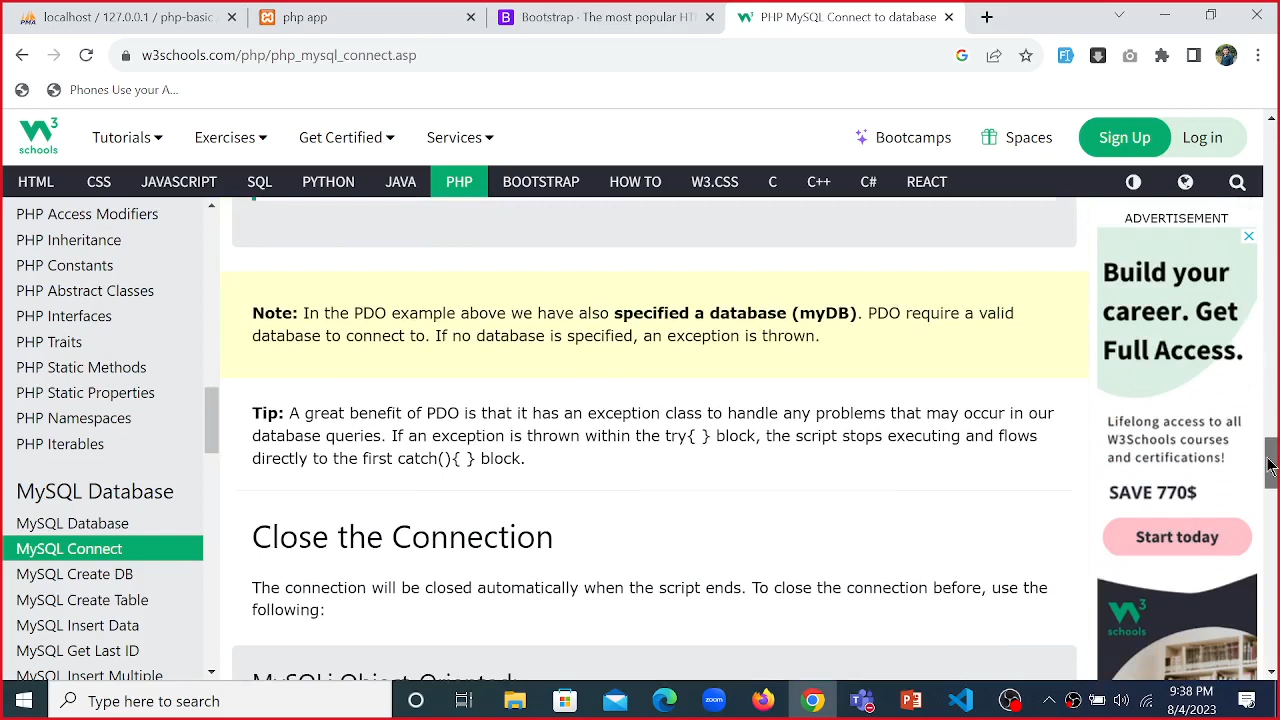 localhost / 127.0.0.1 / php-basic
php app
Bootstrap · The most popular HT
PHP MySQL Connect to database
w3schools.com/php/php_mysql_connect.asp
Phones Use your A...
schools
Tutorials
Exercises
Get Certified
Services
Bootcamps
Spaces
Sign Up
Log in
HTML CSS JAVASCRIPT SQL PYTHON JAVA PHP BOOTSTRAP HOW TO W3.CSS C C++ C# REACT
PHP Access Modifiers
PHP Inheritance
PHP Constants
PHP Abstract Classes
PHP Interfaces
PHP Traits
PHP Static Methods
PHP Static Properties
PHP Namespaces
PHP Iterables
MySQL Database
MySQL Database
MySQL Connect
MySQL Create DB
MySQL Create Table
MySQL Insert Data
MySQL Get Last ID
MySQL Insert Multiple
Note: In the PDO example above we have also specified a database (myDB). PDO require a valid
database to connect to. If no database is specified, an exception is thrown.
Tip: A great benefit of PDO is that it has an exception class to handle any problems that may occur in our
database queries. If an exception is thrown within the try{ } block, the script stops executing and flows
directly to the first catch(){ } block.
Close the Connection
The connection will be closed automatically when the script ends. To close the connection before, use the
following:
MySQLi Object-Oriented:
ADVERTISEMENT
Build your
career. Get
Full Access.
Lifelong access to all
W3Schools courses
and certifications!
SAVE 770$
Start today
schools
Type here to search
zoom
9:38 PM
8/4/2023